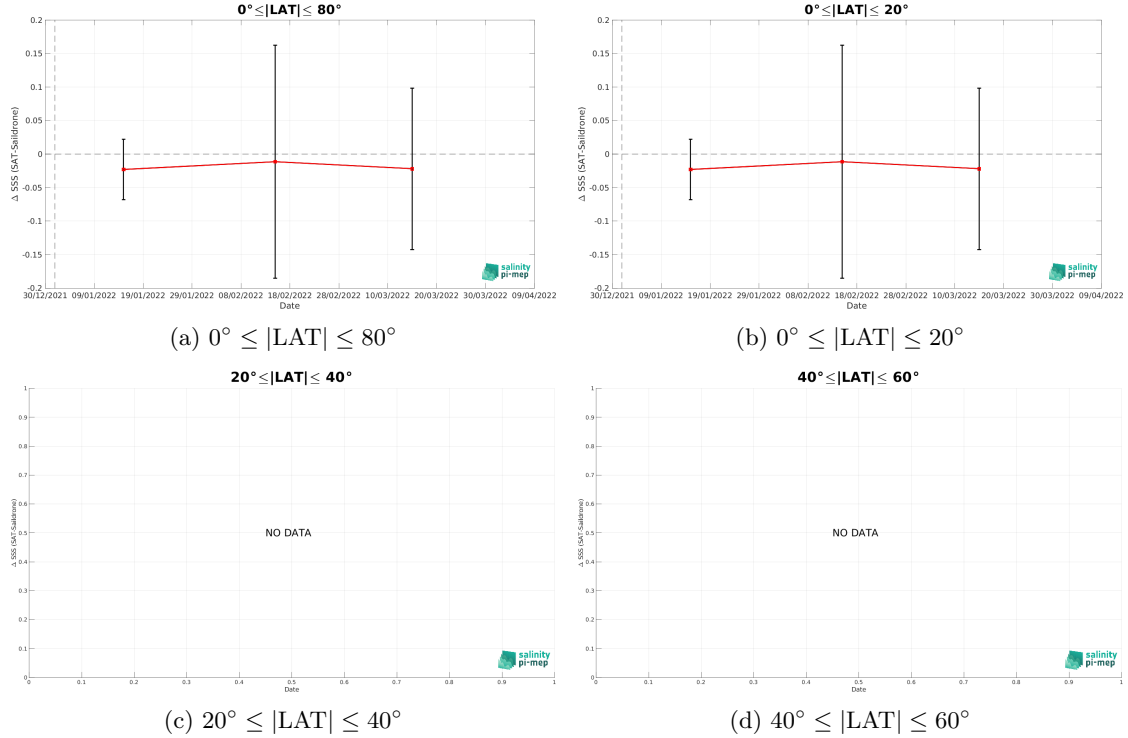 0°≤|LAT|≤ 80°
0.2
0.15
0.1
0.05
0
-0.05
-0.1
-0.15
-0.2
Δ SSS (SAT-Saildrone)
30/12/2021 09/01/2022 19/01/2022 29/01/2022 08/02/2022 18/02/2022 28/02/2022 10/03/2022 20/03/2022 30/03/2022 09/04/2022
Date
salinity
pi-mep
(a) 0° ≤ |LAT| ≤ 80°
0°≤|LAT|≤ 20°
0.2
0.15
0.1
0.05
0
-0.05
-0.1
-0.15
-0.2
Δ SSS (SAT-Saildrone)
30/12/2021 09/01/2022 19/01/2022 29/01/2022 08/02/2022 18/02/2022 28/02/2022 10/03/2022 20/03/2022 30/03/2022 09/04/2022
Date
salinity
pi-mep
(b) 0° ≤ |LAT| ≤ 20°
20°≤|LAT|≤ 40°
1
0.9
0.8
0.7
0.6
0.5
0.4
0.3
0.2
0.1
0
Δ SSS (SAT-Saildrone)
NO DATA
0 0.1 0.2 0.3 0.4 0.5 0.6 0.7 0.8 0.9 1
Date
salinity
pi-mep
(c) 20° ≤ |LAT| ≤ 40°
40°≤|LAT|≤ 60°
1
0.9
0.8
0.7
0.6
0.5
0.4
0.3
0.2
0.1
0
Δ SSS (SAT-Saildrone)
NO DATA
0 0.1 0.2 0.3 0.4 0.5 0.6 0.7 0.8 0.9 1
Date
salinity
pi-mep
(d) 40° ≤ |LAT| ≤ 60°